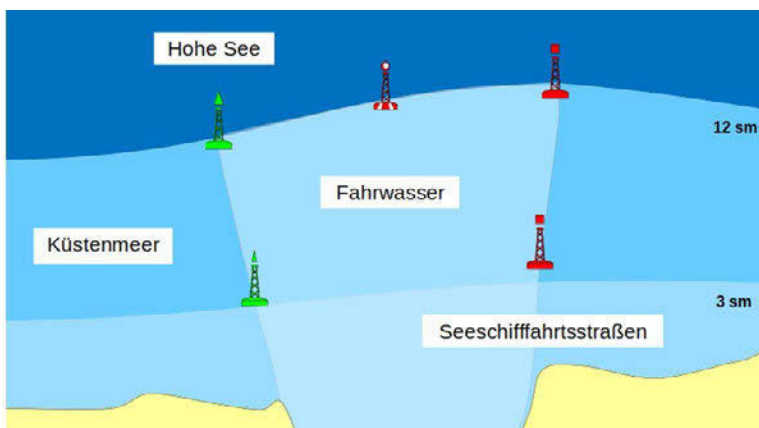 Hohe See
12 sm
Fahrwasser
Küstenmeer
3 sm
Seeschifffahrtsstraßen